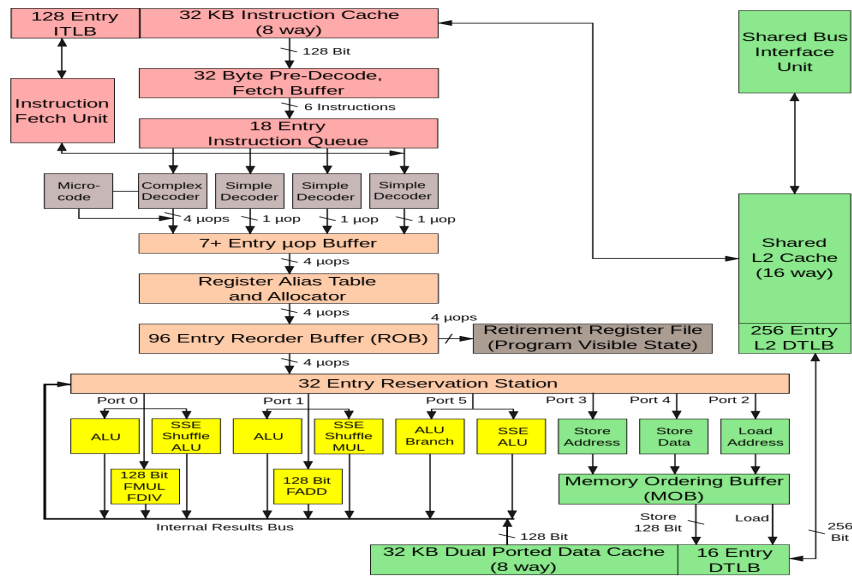 128 Entry
ITLB
32 KB Instruction Cache
(8 way)
Shared Bus
Interface
Unit
128 Bit
32 Byte Pre-Decode,
Fetch Buffer
Instruction
Fetch Unit
6 Instructions
18 Entry
Instruction Queue
Micro-
code
Complex
Decoder
Simple
Decoder
Simple
Decoder
Simple
Decoder
4 µops
1 µop
1 µop
1 µop
Shared
L2 Cache
(16 way)
7+ Entry µop Buffer
4 µops
Register Alias Table
and Allocator
4 µops
4 µops
96 Entry Reorder Buffer (ROB)
Retirement Register File
(Program Visible State)
256 Entry
L2 DTLB
4 µops
32 Entry Reservation Station
Port 0
Port 1
Port 5
Port 3
Port 4
Port 2
ALU
SSE
Shuffle
ALU
ALU
SSE
Shuffle
MUL
ALU
Branch
SSE
ALU
Store
Address
Store
Data
Load
Address
128 Bit
FMUL
FDIV
128 Bit
FADD
Memory Ordering Buffer
(MOB)
Internal Results Bus
Store
128 Bit
Load
128 Bit
256
Bit
32 KB Dual Ported Data Cache
(8 way)
16 Entry
DTLB